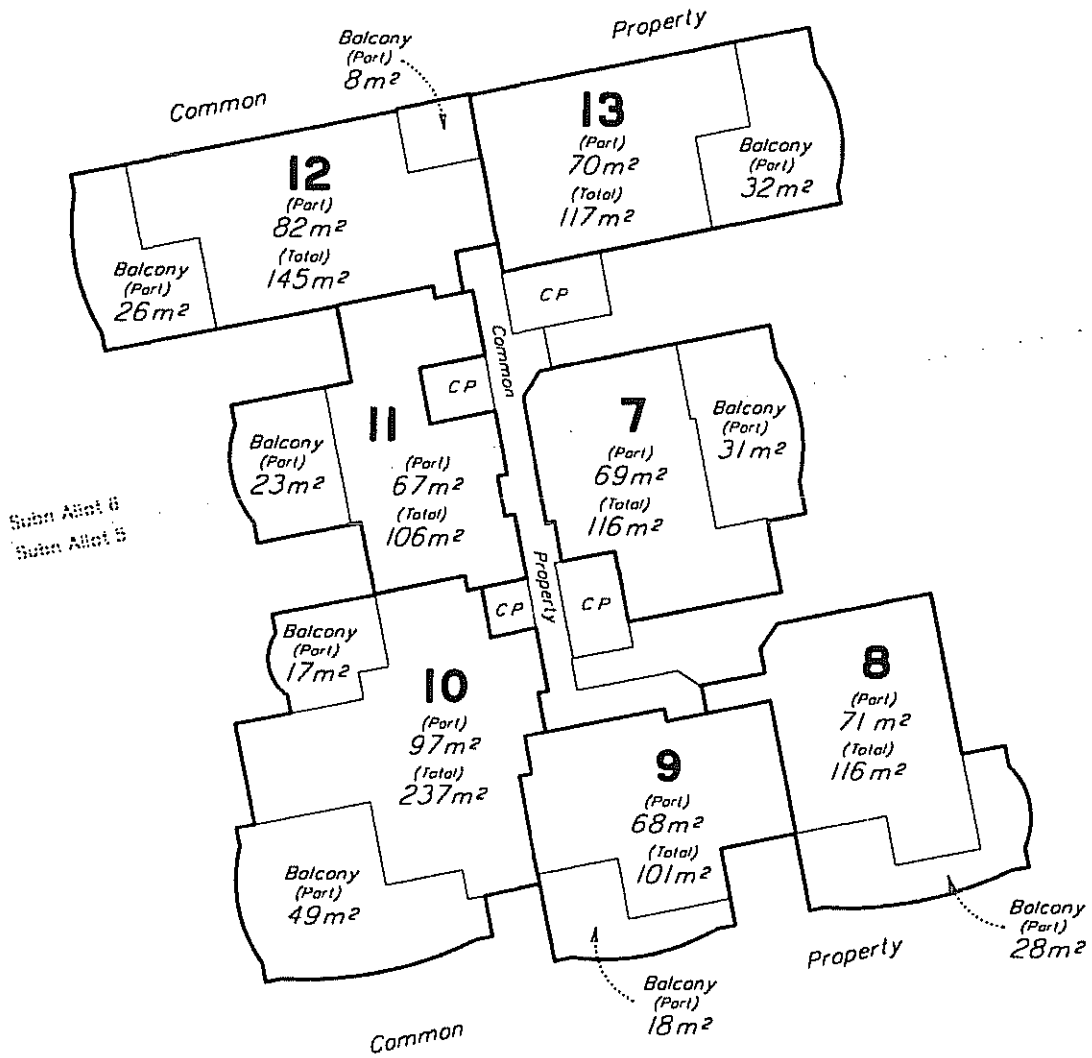 Common
Property
Balcony
(Part)
8m²
12
(Part)
82m²
(Total)
145m²
Balcony
(Part)
26m²
13
(Part)
70m²
(Total)
117m²
Balcony
(Part)
32m²
CP
Common
CP
11
(Part)
67m²
(Total)
106m²
Balcony
(Part)
23m²
7
(Part)
69m²
(Total)
116m²
Balcony
(Part)
31m²
Subn Allot 6
Subn Allot 5
Property
CP
CP
Balcony
(Part)
17m²
10
(Part)
97m²
(Total)
237m²
Balcony
(Part)
49m²
9
(Part)
68m²
(Total)
101m²
8
(Part)
71m²
(Total)
116m²
Balcony
(Part)
28m²
Balcony
(Part)
18m²
Common
Property